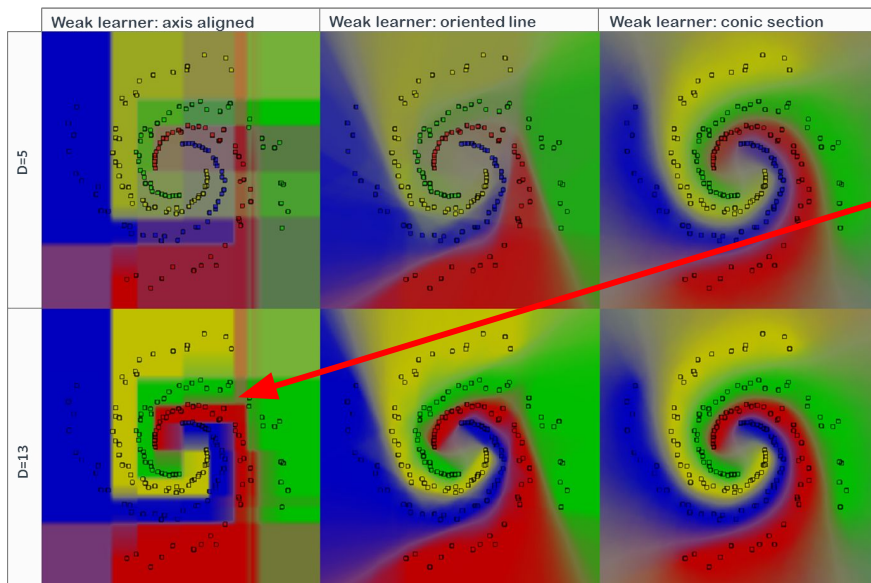 Weak learner: axis aligned
Weak learner: oriented line
Weak learner: conic section
D=5
D=13